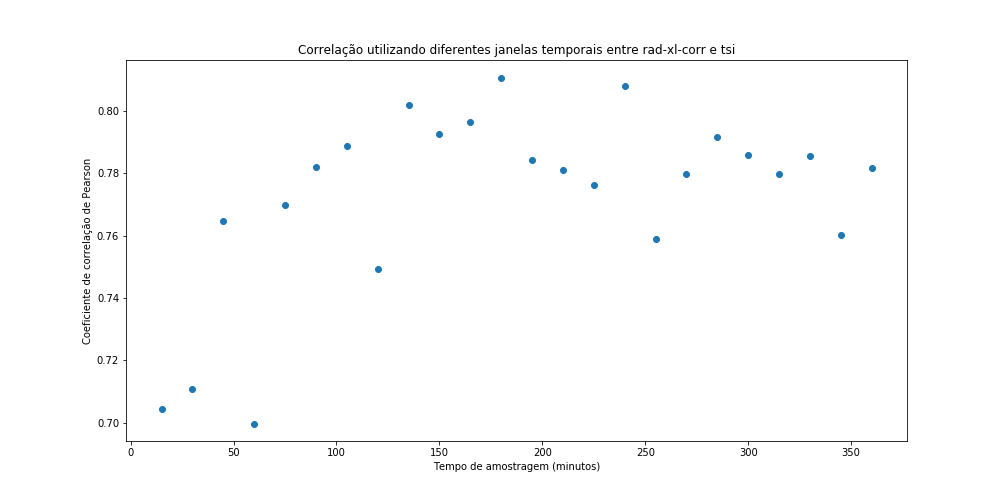 Correlação utilizando diferentes janelas temporais entre rad-xl-corr e tsi
Coeficiente de correlação de Pearson
0.80
0.78
0.76
0.74
0.72
0.70
0 50 100 150 200 250 300 350
Tempo de amostragem (minutos)